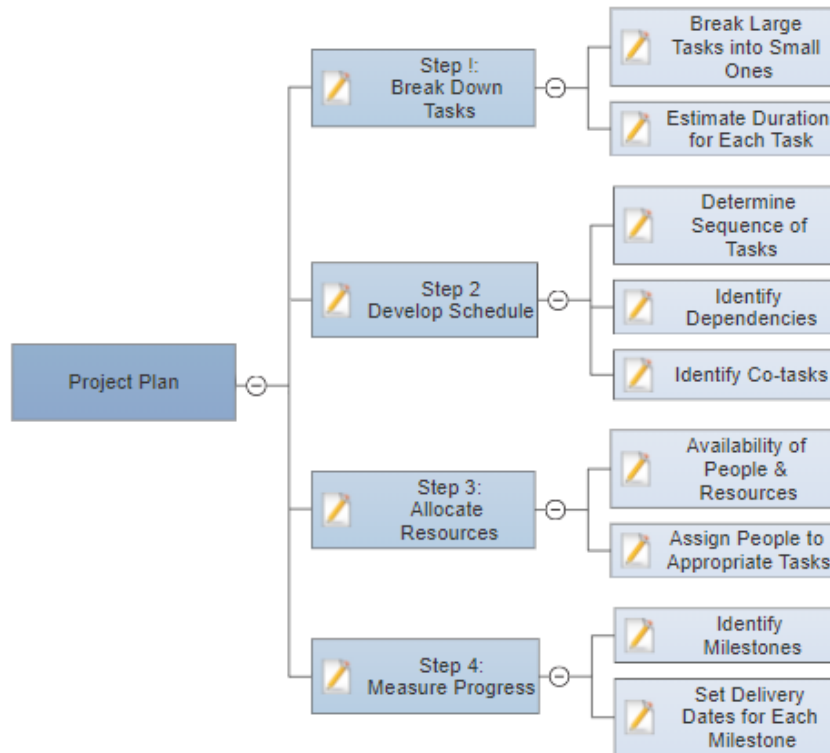 Project Plan
Step !:
Break Down
Tasks
Break Large
Tasks into Small
Ones
Estimate Duration
for Each Task
Step 2
Develop Schedule
Determine
Sequence of
Tasks
Identify
Dependencies
Identify Co-tasks
Step 3:
Allocate
Resources
Availability of
People &
Resources
Assign People to
Appropriate Tasks
Step 4:
Measure Progress
Identify
Milestones
Set Delivery
Dates for Each
Milestone